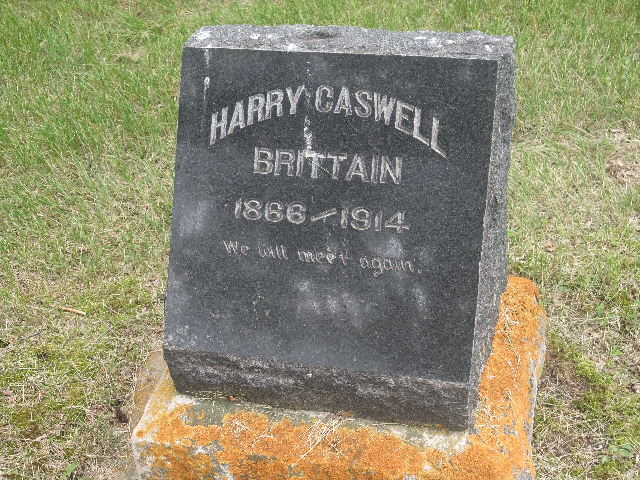 HARRY CASWELL
BRITTAIN
1866-1914
We will meet again.